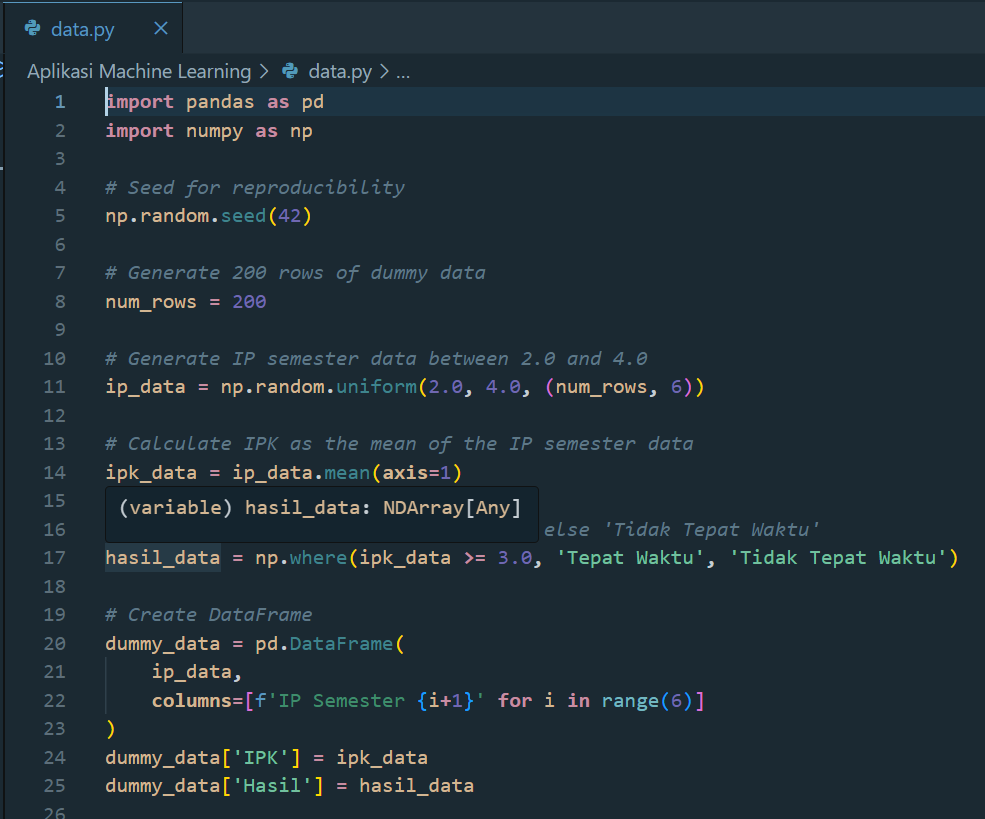 data.py
Aplikasi Machine Learning > data.py > ...
1 import pandas as pd
2 import numpy as np
3
4 # Seed for reproducibility
5 np.random.seed(42)
6
7 # Generate 200 rows of dummy data
8 num_rows = 200
9
10 # Generate IP semester data between 2.0 and 4.0
11 ip_data = np.random.uniform(2.0, 4.0, (num_rows, 6))
12
13 # Calculate IPK as the mean of the IP semester data
14 ipk_data = ip_data.mean(axis=1)
15 (variable) hasil_data: NDArray[Any]
16 else 'Tidak Tepat Waktu'
17 hasil_data = np.where(ipk_data >= 3.0, 'Tepat Waktu', 'Tidak Tepat Waktu')
18
19 # Create DataFrame
20 dummy_data = pd.DataFrame(
21     ip_data,
22     columns=[f'IP Semester {i+1}' for i in range(6)]
23 )
24 dummy_data['IPK'] = ipk_data
25 dummy_data['Hasil'] = hasil_data
26